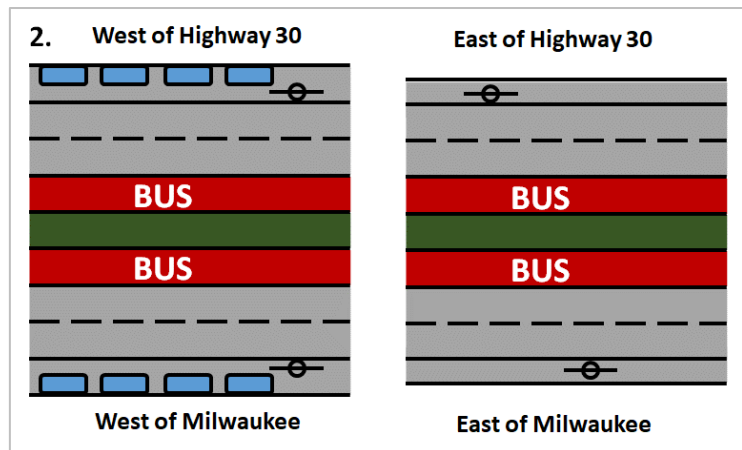 2.
West of Highway 30
East of Highway 30
BUS
BUS
BUS
BUS
West of Milwaukee
East of Milwaukee